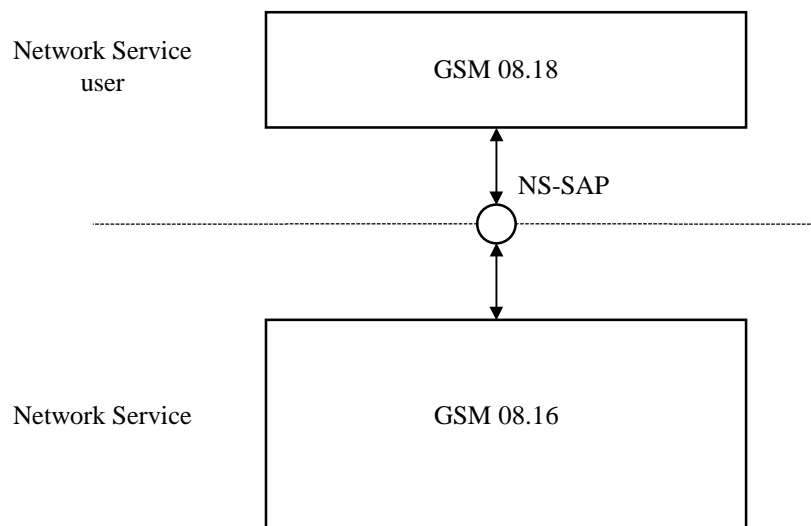 Network Service
user
GSM 08.18
NS-SAP
Network Service
GSM 08.16